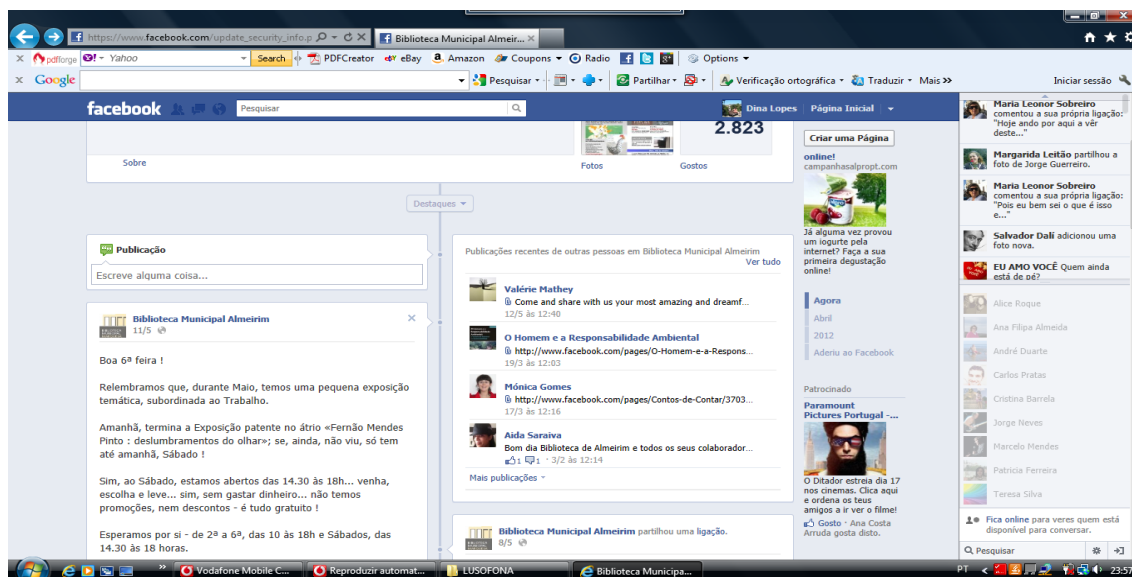 https://www.facebook.com/update_security_info.p
Biblioteca Municipal Almeir...
pdfforge
Yahoo
Search
PDFCreator
eBay
Amazon
Coupons
Radio
Options
Google
Pesquisar
Partilhar
Verificação ortográfica
Traduzir
Mais >>
Iniciar sessão
facebook
Pesquisar
Dina Lopes
Página Inicial
Sobre
Fotos
2.823
Gostos
Destaques
Publicação
Escreve alguma coisa...
Biblioteca Municipal Almeirim
11/5
Boa 6ª feira !
Relembramos que, durante Maio, temos uma pequena exposição
temática, subordinada ao Trabalho.
Amanhã, termina a Exposição patente no átrio «Fernão Mendes
Pinto : deslumbramentos do olhar»; se, ainda, não viu, só tem
até amanhã, Sábado !
Sim, ao Sábado, estamos abertos das 14.30 às 18h... venha,
escolha e leve... sim, sem gastar dinheiro... não temos
promoções, nem descontos - é tudo gratuito !
Esperamos por si - de 2ª a 6ª, das 10 às 18h e Sábados, das
14.30 às 18 horas.
Publicações recentes de outras pessoas em Biblioteca Municipal Almeirim
Ver tudo
Valérie Mathey
Come and share with us your most amazing and dreamf...
12/5 às 12:40
O Homem e a Responsabilidade Ambiental
http://www.facebook.com/pages/O-Homem-e-a-Respons...
19/3 às 12:03
Mónica Gomes
http://www.facebook.com/pages/Contos-de-Contar/3703...
17/3 às 12:16
Aida Saraiva
Bom dia Biblioteca de Almeirim e todos os seus colaborador...
1 1 · 3/2 às 12:14
Mais publicações
Biblioteca Municipal Almeirim partilhou uma ligação.
8/5
Criar uma Página
online!
campanhasalpropt.com
Já alguma vez provou
um iogurte pela
internet? Faça a sua
primeira degustação
online!
Agora
Abril
2012
Aderiu ao Facebook
Patrocinado
Paramount
Pictures Portugal -...
O Ditador estreia dia 17
nos cinemas. Clica aqui
e ordena os teus
amigos a ir ver o filme!
Gosto · Ana Costa
Arruda gosta disto.
Maria Leonor Sobreiro
comentou a sua própria ligação:
"Hoje ando por aqui a vêr
deste..."
Margarida Leitão partilhou a
foto de Jorge Guerreiro.
Maria Leonor Sobreiro
comentou a sua própria ligação:
"Pois eu bem sei o que é isso
e..."
Salvador Dalí adicionou uma
foto nova.
EU AMO VOCÊ Quem ainda
está de pé?
Alice Roque
Ana Filipa Almeida
André Duarte
Carlos Pratas
Cristina Barrela
Jorge Neves
Marcelo Mendes
Patricia Ferreira
Teresa Silva
Fica online para veres quem está
disponível para conversar.
Pesquisar
Vodafone Mobile C...
Reproduzir automat...
LUSOFONA
Biblioteca Municipa...
PT
23:57